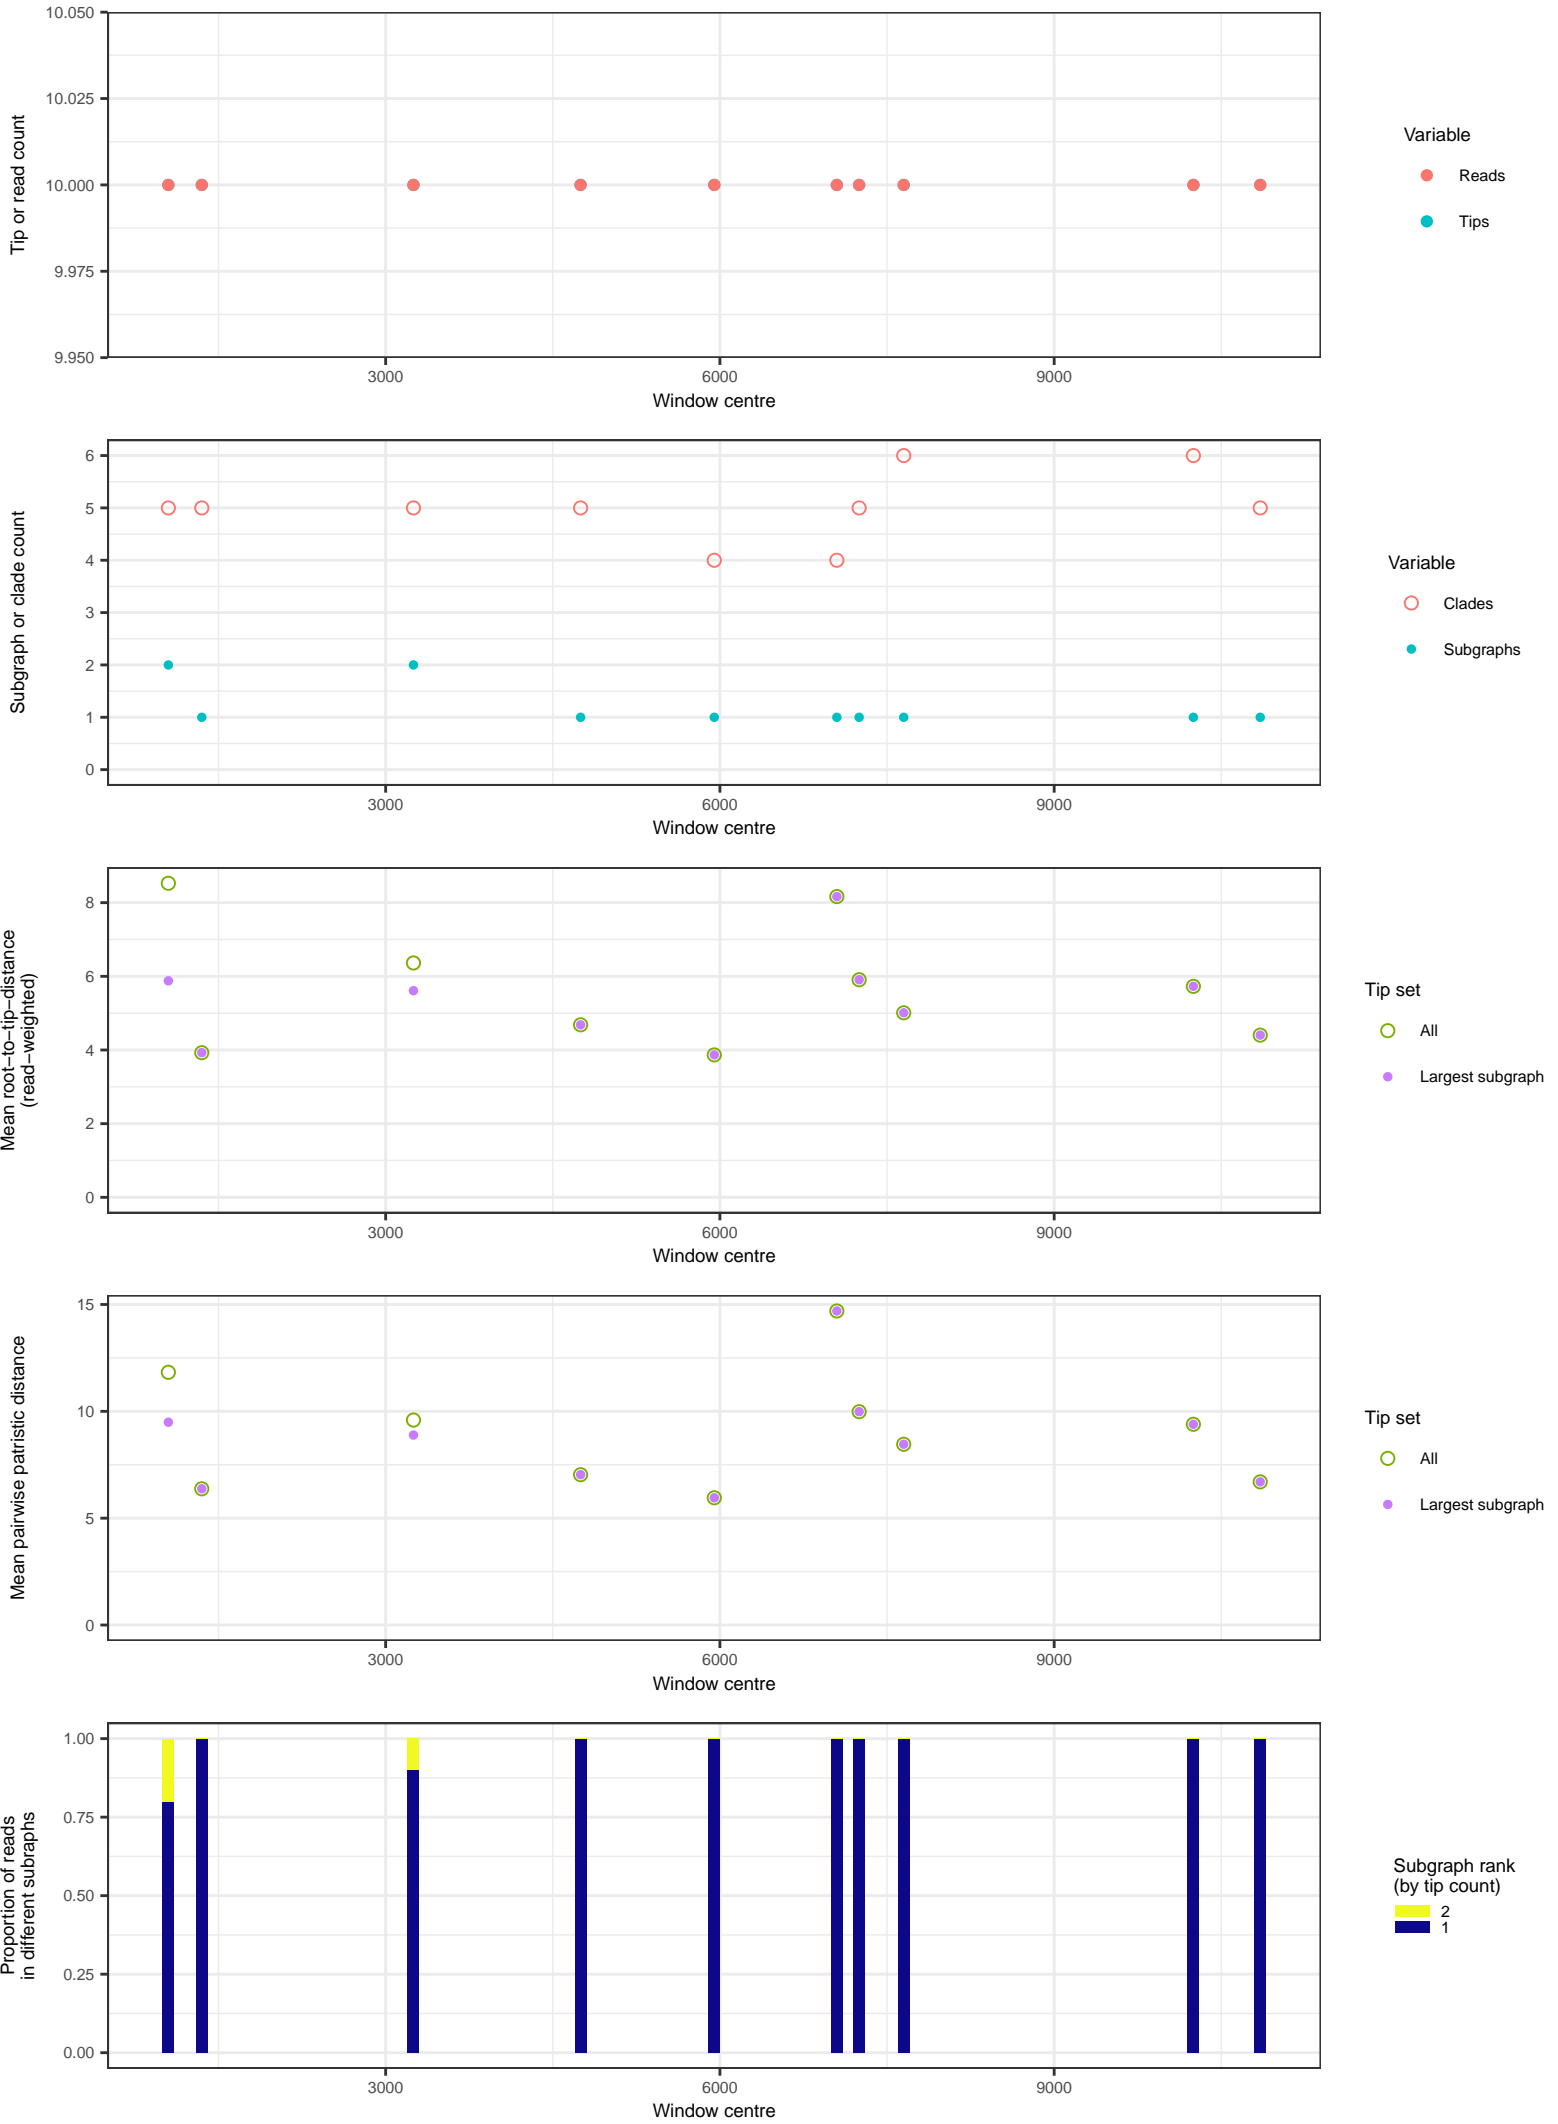 10.050
10.025
10.000
9.975
9.950
Tip or read count
3000
6000
9000
Window centre
Variable
Reads
Tips
6
5
4
3
2
1
0
Subgraph or clade count
3000
6000
9000
Window centre
Variable
Clades
Subgraphs
8
6
4
2
0
Mean root−to−tip−distance
(read−weighted)
3000
6000
9000
Window centre
Tip set
All
Largest subgraph
15
10
5
0
Mean pairwise patristic distance
3000
6000
9000
Window centre
Tip set
All
Largest subgraph
1.00
0.75
0.50
0.25
0.00
Proportion of reads
in different subraphs
3000
6000
9000
Window centre
Subgraph rank
(by tip count)
2
1